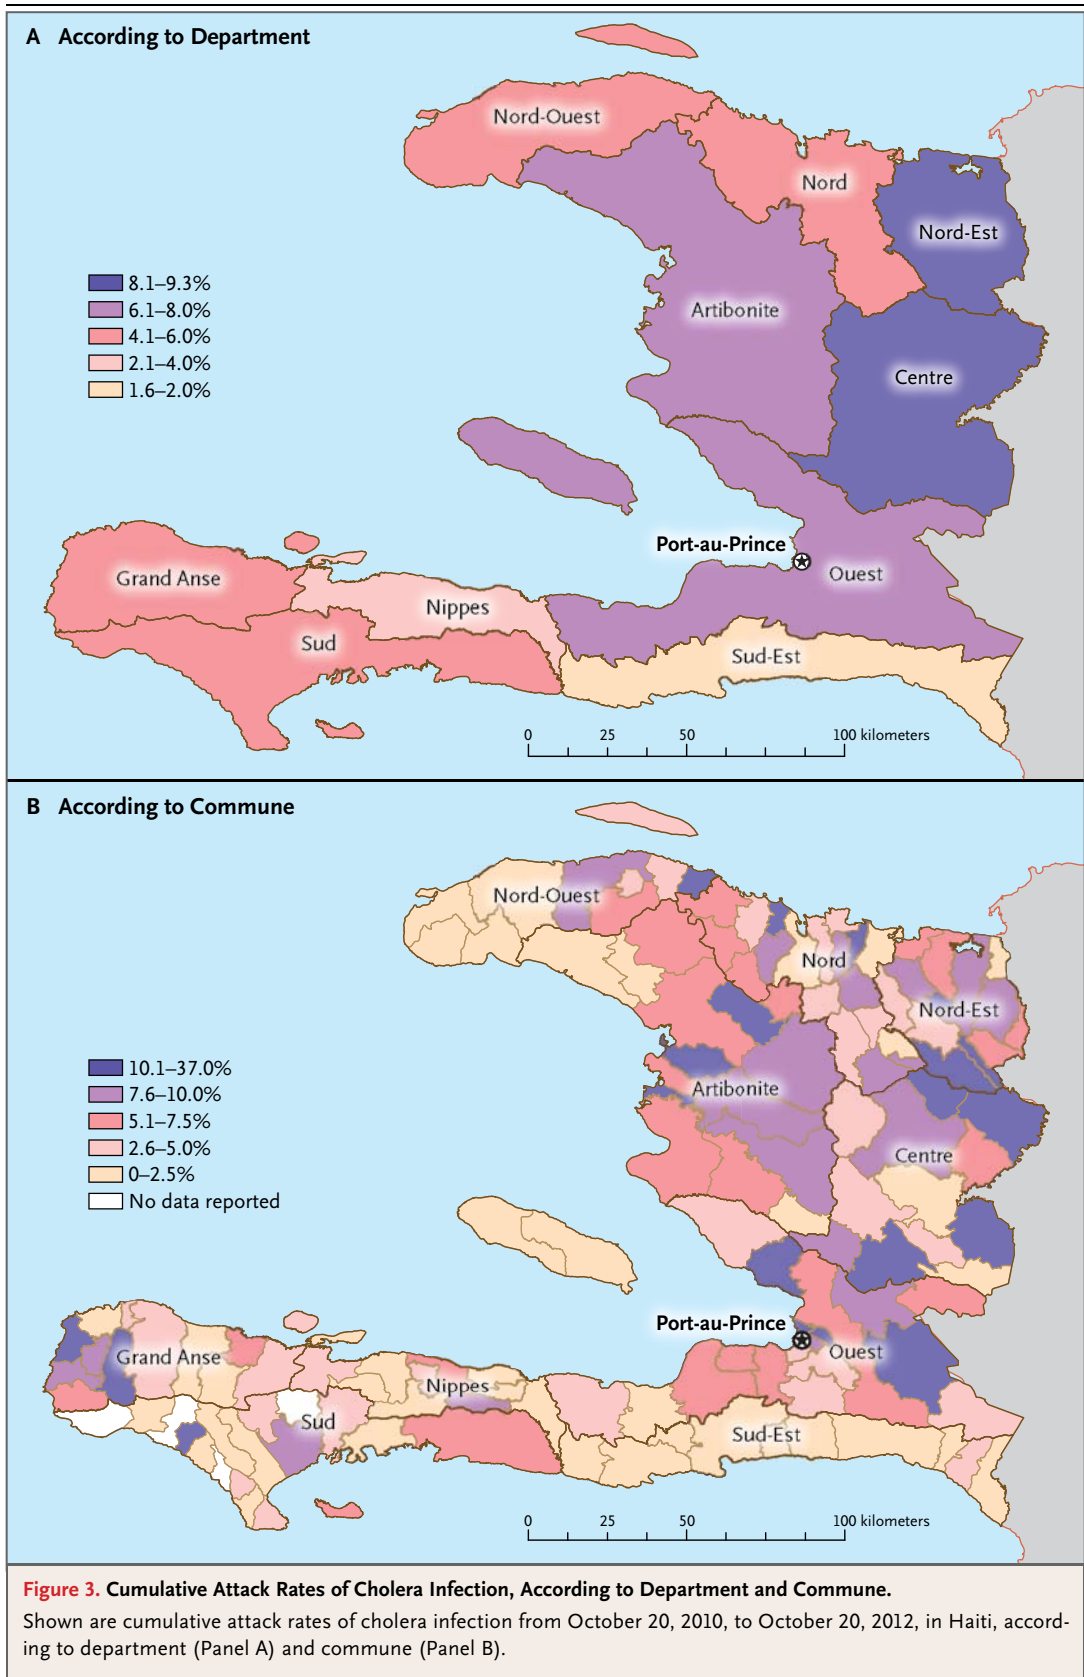 A According to Department
Nord-Ouest
Nord
Nord-Est
8.1–9.3%
6.1–8.0%
4.1–6.0%
2.1–4.0%
1.6–2.0%
Artibonite
Centre
Port-au-Prince
Ouest
Grand Anse
Nippes
Sud
Sud-Est
0 25 50 100 kilometers
B According to Commune
Nord-Ouest
Nord
Nord-Est
10.1–37.0%
7.6–10.0%
5.1–7.5%
2.6–5.0%
0–2.5%
No data reported
Artibonite
Centre
Port-au-Prince
Ouest
Grand Anse
Nippes
Sud
Sud-Est
0 25 50 100 kilometers
Figure 3. Cumulative Attack Rates of Cholera Infection, According to Department and Commune.
Shown are cumulative attack rates of cholera infection from October 20, 2010, to October 20, 2012, in Haiti, accord-
ing to department (Panel A) and commune (Panel B).